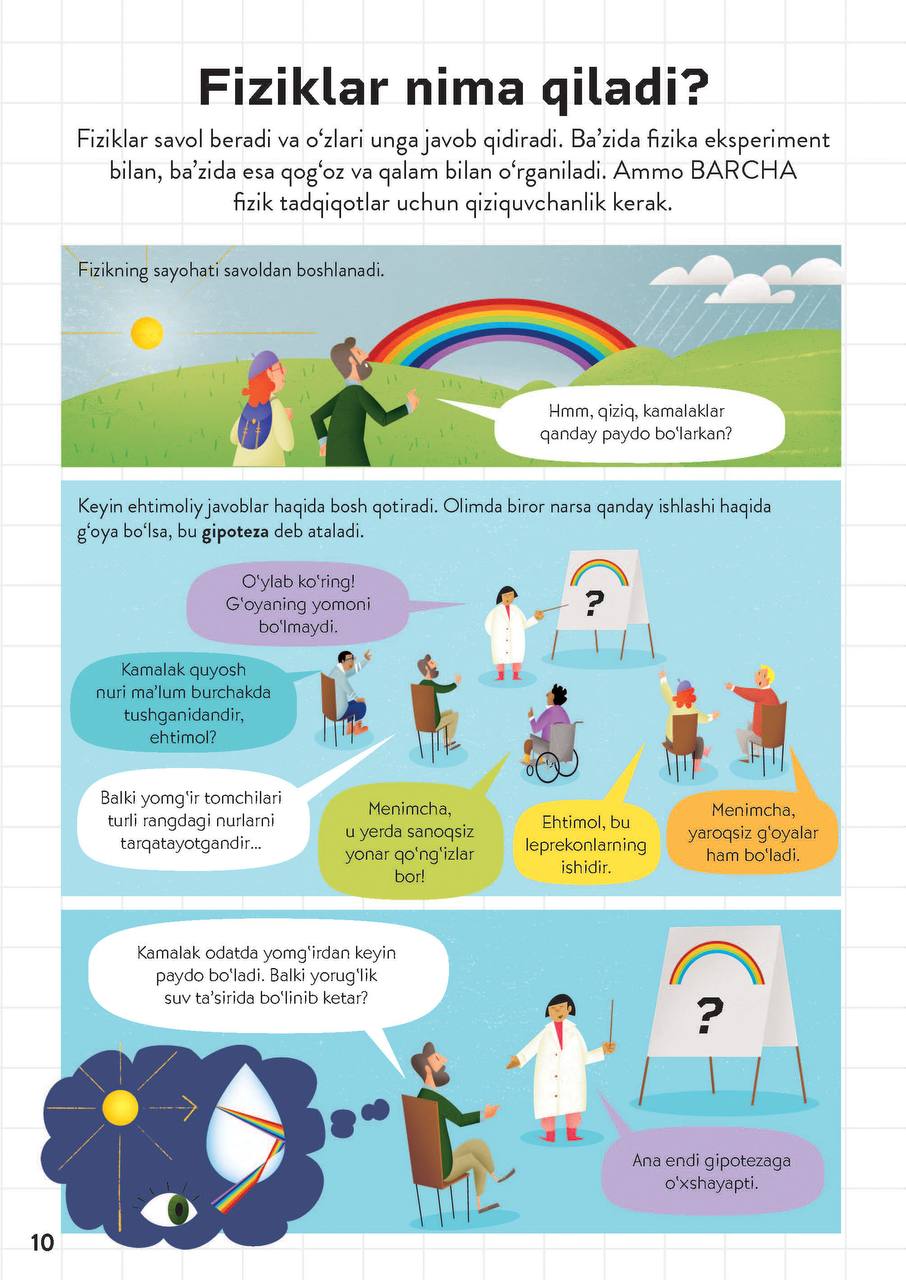 Fiziklar nima qiladi?
Fiziklar savol beradi va o‘zlari unga javob qidiradi. Ba’zida fizika eksperiment
bilan, ba’zida esa qog‘oz va qalam bilan o‘rganiladi. Ammo BARCHA
fizik tadqiqotlar uchun qiziquvchanlik kerak.
Fizikning sayohati savoldan boshlanadi.
Hmm, qiziq, kamalaklar
qanday paydo bo‘larkan?
Keyin ehtimoliy javoblar haqida bosh qotiradi. Olimda biror narsa qanday ishlashi haqida
g‘oya bo‘lsa, bu gipoteza deb ataladi.
O‘ylab ko‘ring!
G‘oyaning yomoni
bo‘lmaydi.
?
Kamalak quyosh
nuri ma’lum burchakda
tushganidandir,
ehtimol?
Balki yomg‘ir tomchilari
turli rangdagi nurlarni
tarqatayotgandir...
Menimcha,
u yerda sanoqsiz
yonar qo‘ng‘izlar
bor!
Ehtimol, bu
leprekonlarning
ishidir.
Menimcha,
yaroqsiz g‘oyalar
ham bo‘ladi.
Kamalak odatda yomg‘irdan keyin
paydo bo‘ladi. Balki yorug‘lik
suv ta’sirida bo‘linib ketar?
?
Ana endi gipotezaga
o‘xshayapti.
10